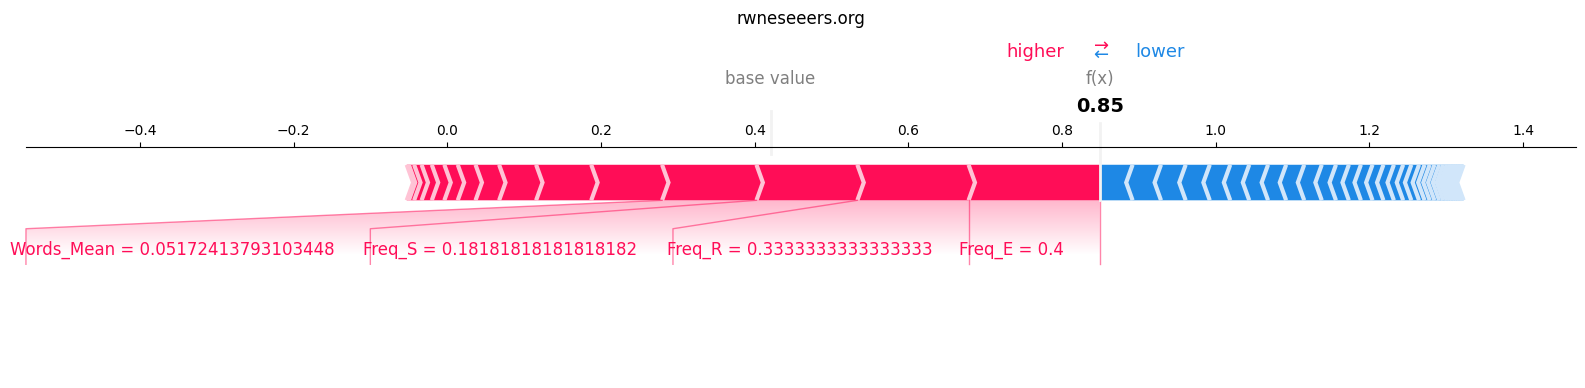 rwneseeers.org
higher ⇄ lower
base value f(x)
0.85
−0.4 −0.2 0.0 0.2 0.4 0.6 0.8 1.0 1.2 1.4
Words_Mean = 0.05172413793103448 Freq_S = 0.18181818181818182 Freq_R = 0.3333333333333333 Freq_E = 0.4